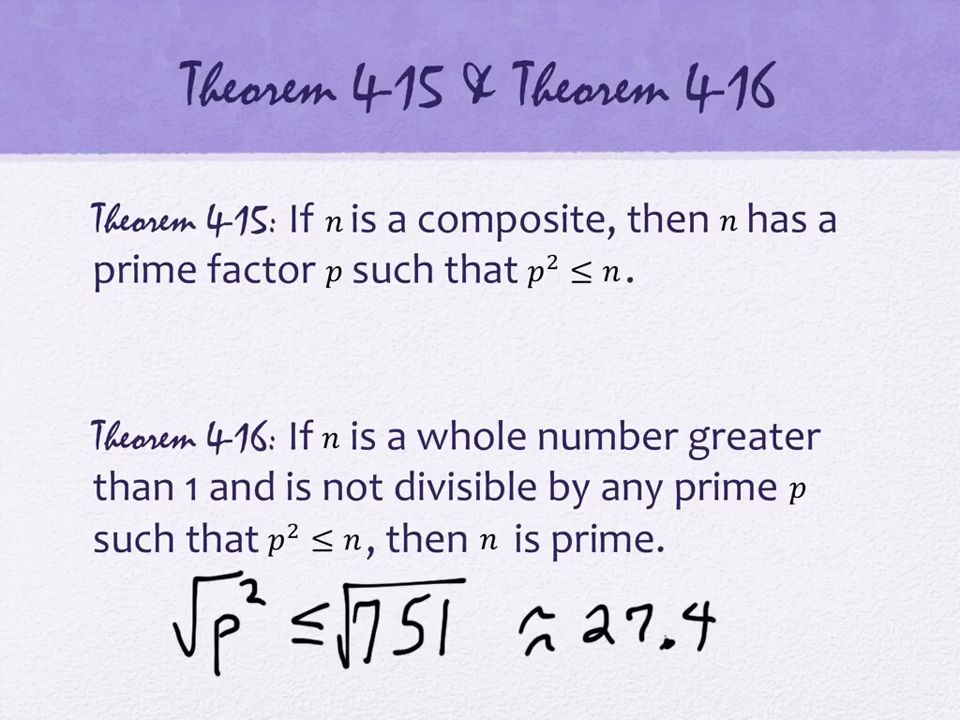 Theorem 4-15 & Theorem 4-16
Theorem 4-15: If n is a composite, then n has a
prime factor p such that p² ≤ n.
Theorem 4-16: If n is a whole number greater
than 1 and is not divisible by any prime p
such that p² ≤ n, then n is prime.
√p² ≤ √751 ≈ 27.4